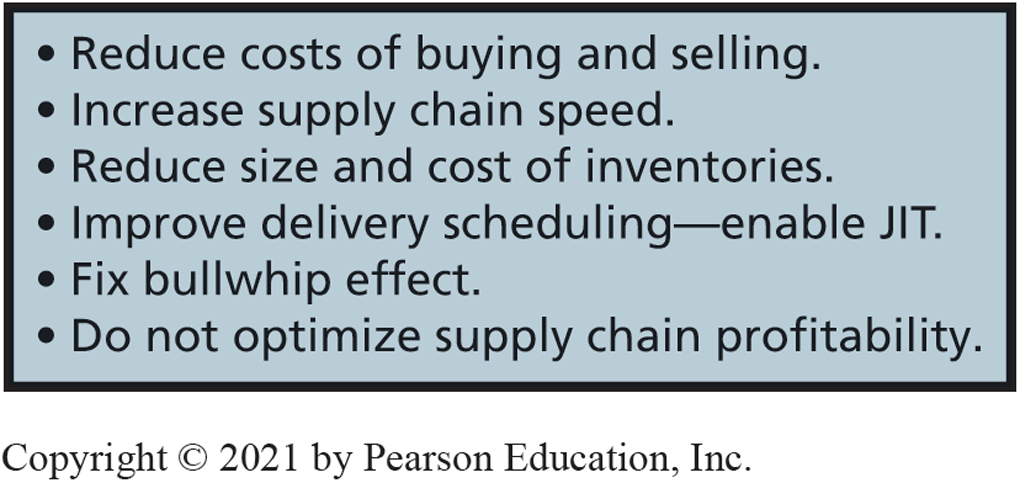 • Reduce costs of buying and selling.
• Increase supply chain speed.
• Reduce size and cost of inventories.
• Improve delivery scheduling—enable JIT.
• Fix bullwhip effect.
• Do not optimize supply chain profitability.
Copyright © 2021 by Pearson Education, Inc.